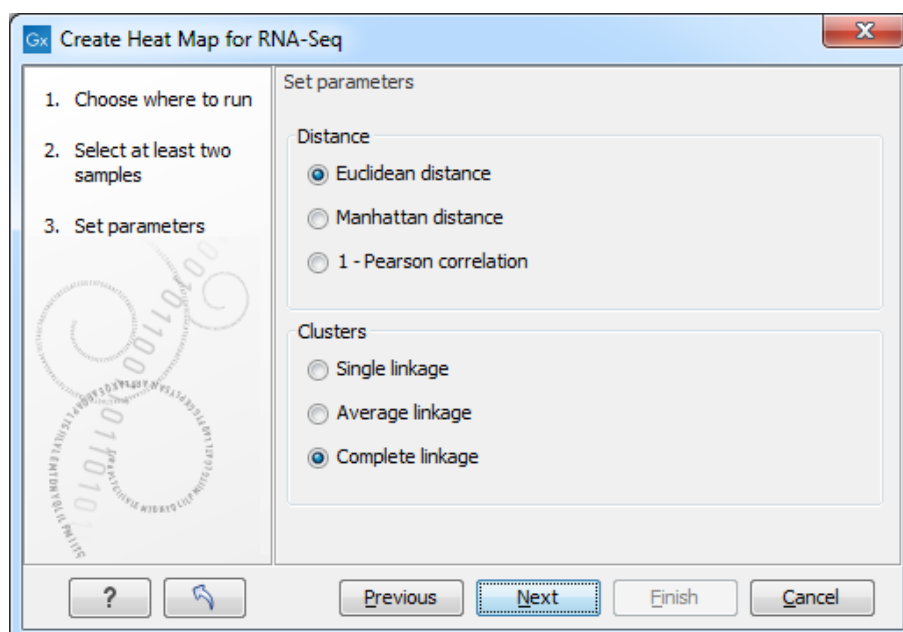 Gx Create Heat Map for RNA-Seq
1. Choose where to run
2. Select at least two
samples
3. Set parameters
Set parameters
Distance
Euclidean distance
Manhattan distance
1 - Pearson correlation
Clusters
Single linkage
Average linkage
Complete linkage
?
Previous
Next
Finish
Cancel